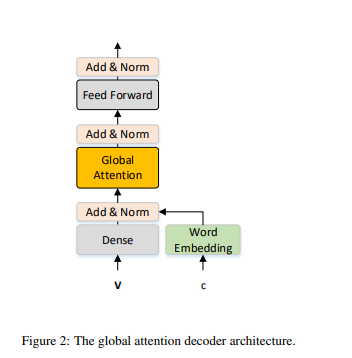 Add & Norm
Feed Forward
Add & Norm
Global
Attention
Add & Norm
Dense
Word
Embedding
v
c
Figure 2: The global attention decoder architecture.